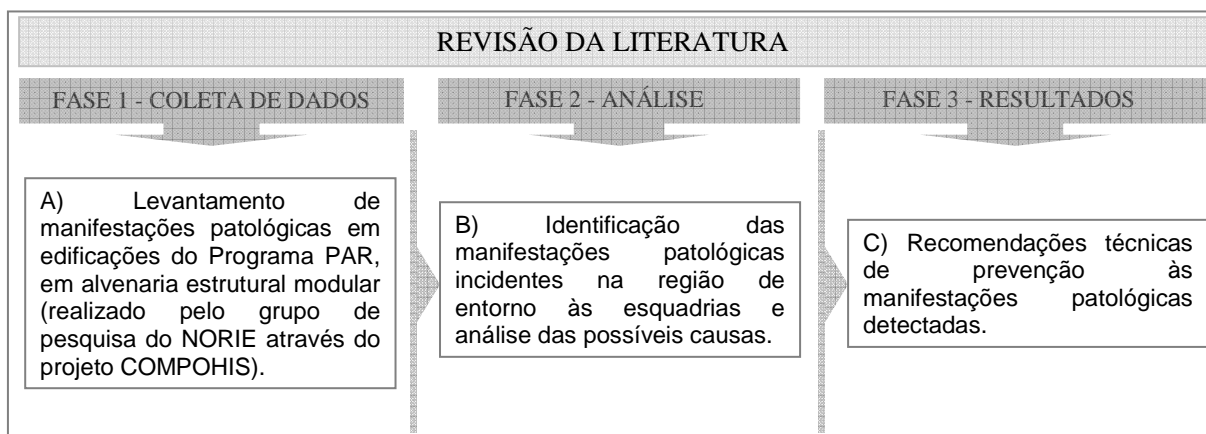 REVISÃO DA LITERATURA
FASE 1 - COLETA DE DADOS
A) Levantamento de
manifestações patológicas em
edificações do Programa PAR,
em alvenaria estrutural modular
(realizado pelo grupo de
pesquisa do NORIE através do
projeto COMPOHIS).
FASE 2 - ANÁLISE
B) Identificação das
manifestações patológicas
incidentes na região de
entorno às esquadrias e
análise das possíveis causas.
FASE 3 - RESULTADOS
C) Recomendações técnicas
de prevenção às
manifestações patológicas
detectadas.